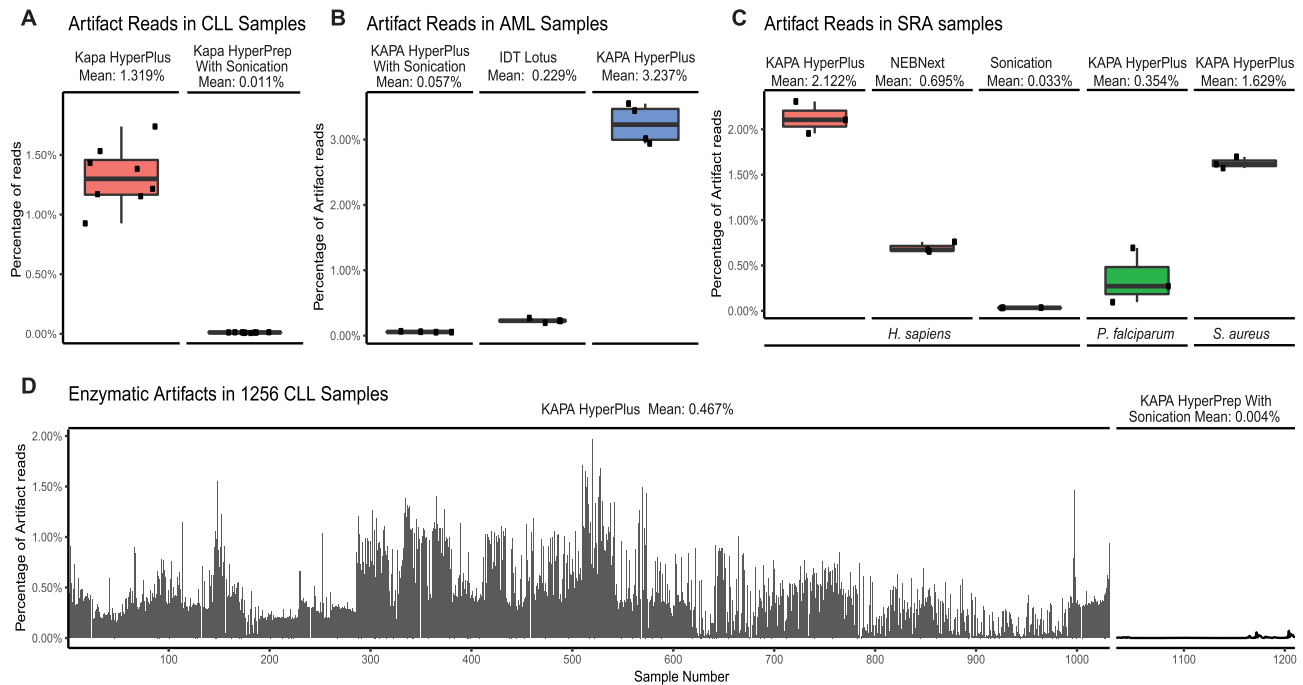 A
Artifact Reads in CLL Samples
Kapa HyperPlus
Mean: 1.319%
Kapa HyperPrep
With Sonication
Mean: 0.011%
Percentage of reads
1.50%
1.00%
0.50%
0.00%
B
Artifact Reads in AML Samples
KAPA HyperPlus
With Sonication
Mean: 0.057%
IDT Lotus
Mean: 0.229%
KAPA HyperPlus
Mean: 3.237%
Percentage of Artifact reads
3.00%
2.00%
1.00%
0.00%
C
Artifact Reads in SRA samples
KAPA HyperPlus
Mean: 2.122%
NEBNext
Mean: 0.695%
Sonication
Mean: 0.033%
KAPA HyperPlus
Mean: 0.354%
KAPA HyperPlus
Mean: 1.629%
Percentage of Artifact reads
2.00%
1.50%
1.00%
0.50%
0.00%
H. sapiens
P. falciparum
S. aureus
D
Enzymatic Artifacts in 1256 CLL Samples
KAPA HyperPlus Mean: 0.467%
KAPA HyperPrep With
Sonication Mean: 0.004%
Percentage of Artifact reads
2.00%
1.50%
1.00%
0.50%
0.00%
100 200 300 400 500 600 700 800 900 1000 1100 1200
Sample Number